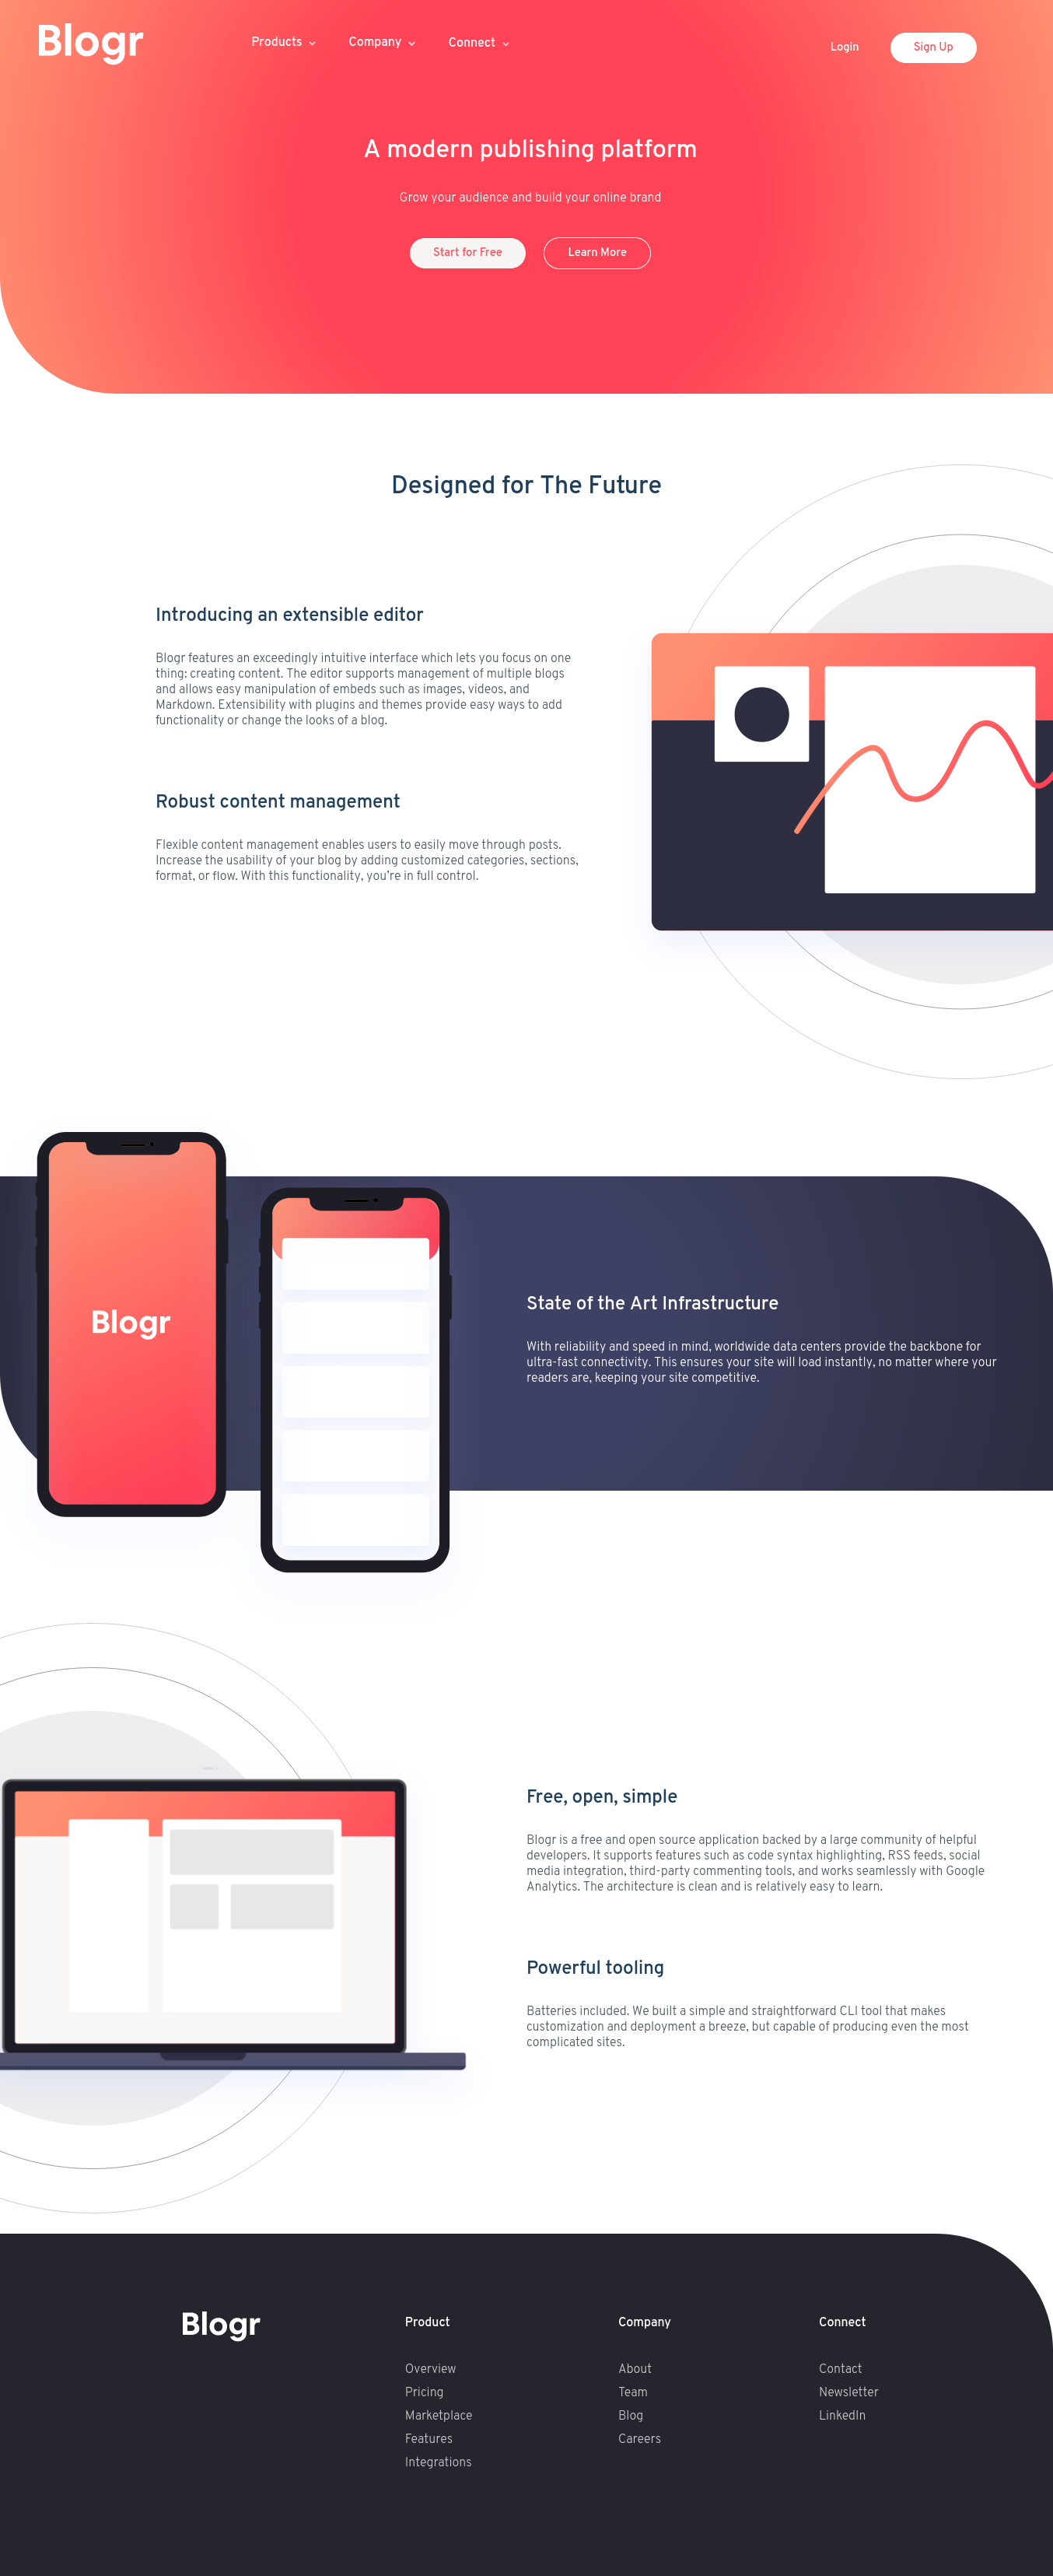 Blogr
Products
Company
Connect
Login
Sign Up
A modern publishing platform
Grow your audience and build your online brand
Start for Free
Learn More
Designed for The Future
Introducing an extensible editor
Blogr features an exceedingly intuitive interface which lets you focus on one
thing: creating content. The editor supports management of multiple blogs
and allows easy manipulation of embeds such as images, videos, and
Markdown. Extensibility with plugins and themes provide easy ways to add
functionality or change the looks of a blog.
Robust content management
Flexible content management enables users to easily move through posts.
Increase the usability of your blog by adding customized categories, sections,
format, or flow. With this functionality, you’re in full control.
Blogr
State of the Art Infrastructure
With reliability and speed in mind, worldwide data centers provide the backbone for
ultra-fast connectivity. This ensures your site will load instantly, no matter where your
readers are, keeping your site competitive.
Free, open, simple
Blogr is a free and open source application backed by a large community of helpful
developers. It supports features such as code syntax highlighting, RSS feeds, social
media integration, third-party commenting tools, and works seamlessly with Google
Analytics. The architecture is clean and is relatively easy to learn.
Powerful tooling
Batteries included. We built a simple and straightforward CLI tool that makes
customization and deployment a breeze, but capable of producing even the most
complicated sites.
Blogr
Product
Overview
Pricing
Marketplace
Features
Integrations
Company
About
Team
Blog
Careers
Connect
Contact
Newsletter
LinkedIn